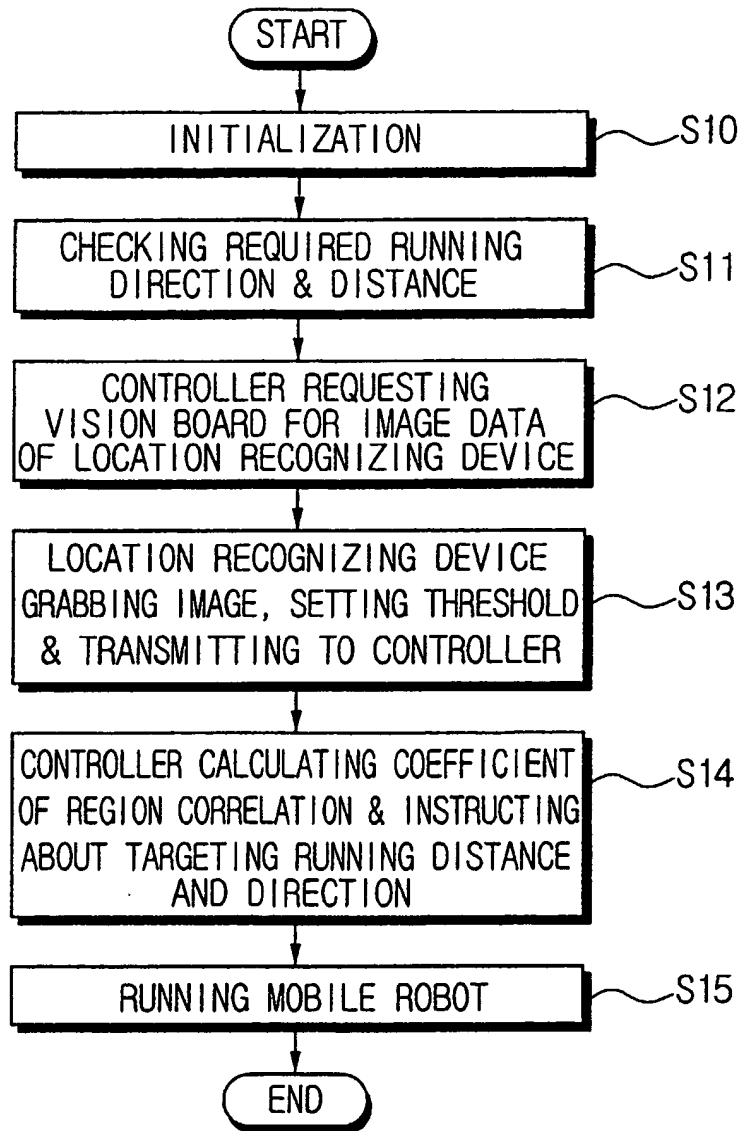 START
INITIALIZATION
S10
CHECKING REQUIRED RUNNING
DIRECTION & DISTANCE
S11
CONTROLLER REQUESTING
VISION BOARD FOR IMAGE DATA
OF LOCATION RECOGNIZING DEVICE
S12
LOCATION RECOGNIZING DEVICE
GRABBING IMAGE, SETTING THRESHOLD
& TRANSMITTING TO CONTROLLER
S13
CONTROLLER CALCULATING COEFFICIENT
OF REGION CORRELATION & INSTRUCTING
ABOUT TARGETING RUNNING DISTANCE
AND DIRECTION
S14
RUNNING MOBILE ROBOT
S15
END